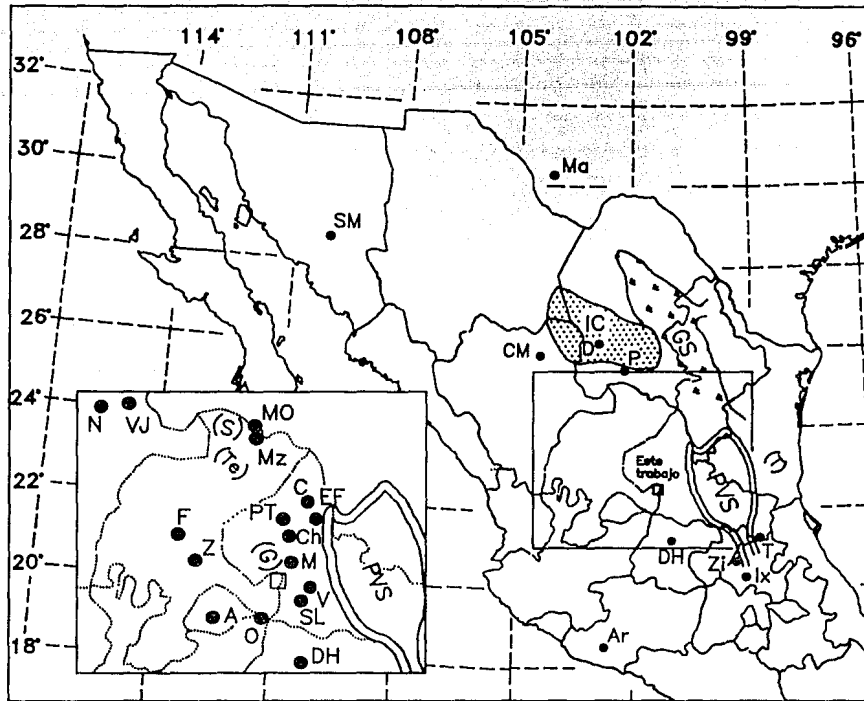 114° 111° 108° 105° 102° 99° 96°
32°
30°
28°
26°
24°
22°
20°
18°
Ma
SM
IC
D
P
CM
GS
Este
trabajo
PVS
T
DH
Zi
Ix
Ar
N
VJ
(S)
MO
(Te)
Mz
C
EF
PT
F
Ch
Z
(G)
M
PVS
V
A
SL
O
DH